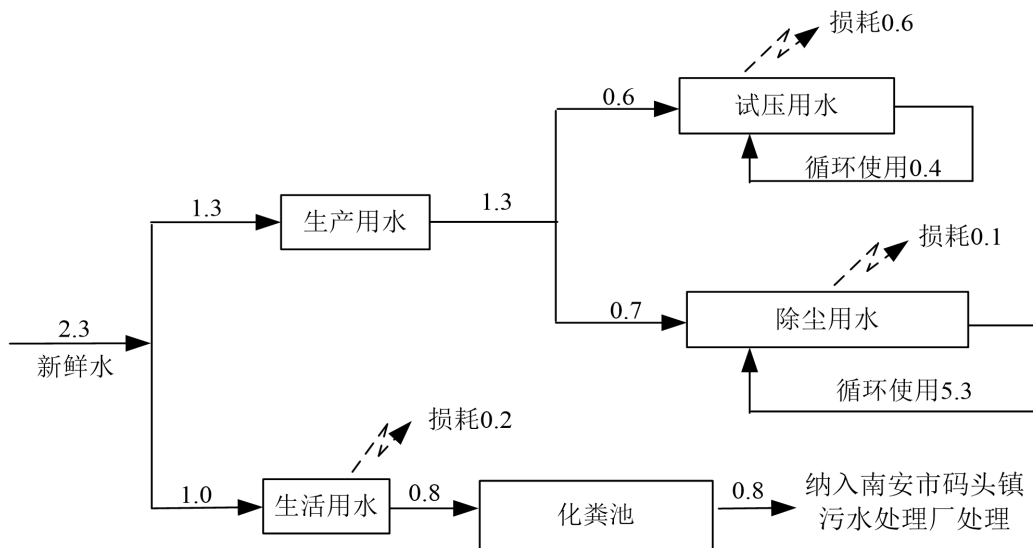 损耗0.6
0.6
试压用水
循环使用0.4
1.3
生产用水
1.3
损耗0.1
0.7
除尘用水
2.3
新鲜水
循环使用5.3
损耗0.2
1.0
生活用水
0.8
化粪池
0.8
纳入南安市码头镇
污水处理厂处理